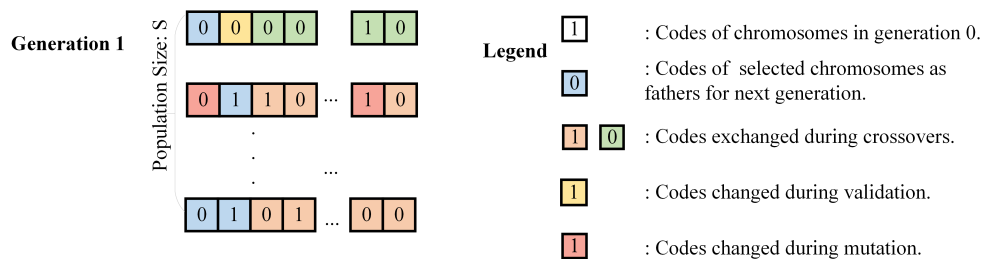 0 0 0 0 1 0
Generation 1
Population Size: S
0 1 1 0 ... 1 0
.
.
. ...
0 1 0 1 ... 0 0
Legend
1 : Codes of chromosomes in generation 0.
0 : Codes of selected chromosomes as
fathers for next generation.
1 0 : Codes exchanged during crossovers.
1 : Codes changed during validation.
1 : Codes changed during mutation.